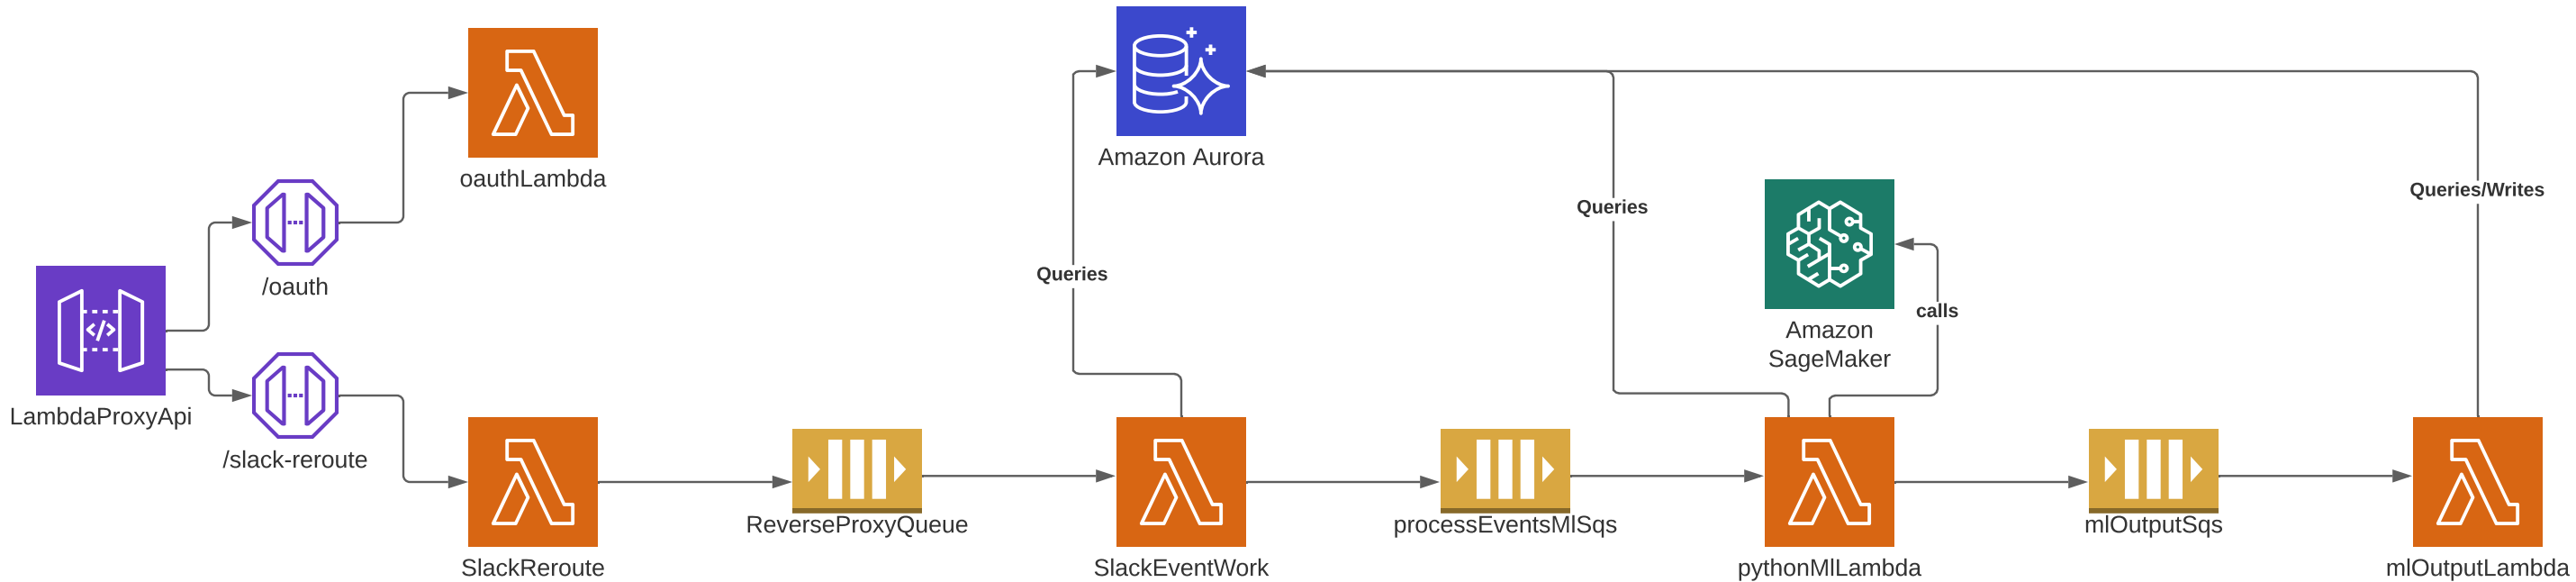 Amazon Aurora
oauthLambda
Queries/Writes
Queries
Queries
/oauth
calls
Amazon
SageMaker
</>
LambdaProxyApi
/slack-reroute
ReverseProxyQueue
processEventsMlSqs
mlOutputSqs
SlackReroute
SlackEventWork
pythonMlLambda
mlOutputLambda